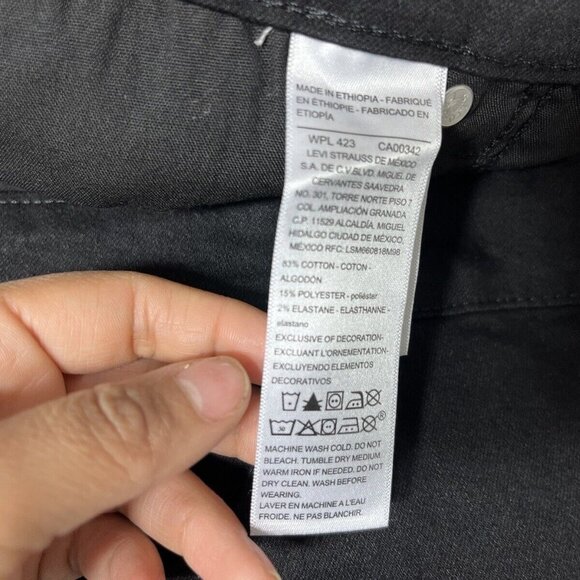 MADE IN ETHIOPIA - FABRIQUÉ
EN ÉTHIOPIE - FABRICADO EN
ETIOPÍA
WPL 423 CA00342
LEVI STRAUSS DE MÉXICO
S.A. DE C.V.BLVD. MIGUEL DE
CERVANTES SAAVEDRA
NO. 301, TORRE NORTE PISO 7
COL. AMPLIACIÓN GRANADA
C.P. 11529 ALCALDÍA, MIGUEL
HIDALGO CIUDAD DE MÉXICO,
MÉXICO RFC: LSM660818M98
83% COTTON - COTON -
ALGODÓN
15% POLYESTER - poliéster
2% ELASTANE - ELASTHANNE -
elastano
EXCLUSIVE OF DECORATION-
EXCLUANT L'ORNEMENTATION-
EXCLUYENDO ELEMENTOS
DECORATIVOS
MACHINE WASH COLD. DO NOT
BLEACH. TUMBLE DRY MEDIUM.
WARM IRON IF NEEDED. DO NOT
DRY CLEAN. WASH BEFORE
WEARING.
LAVER EN MACHINE A L'EAU
FROIDE. NE PAS BLANCHIR.